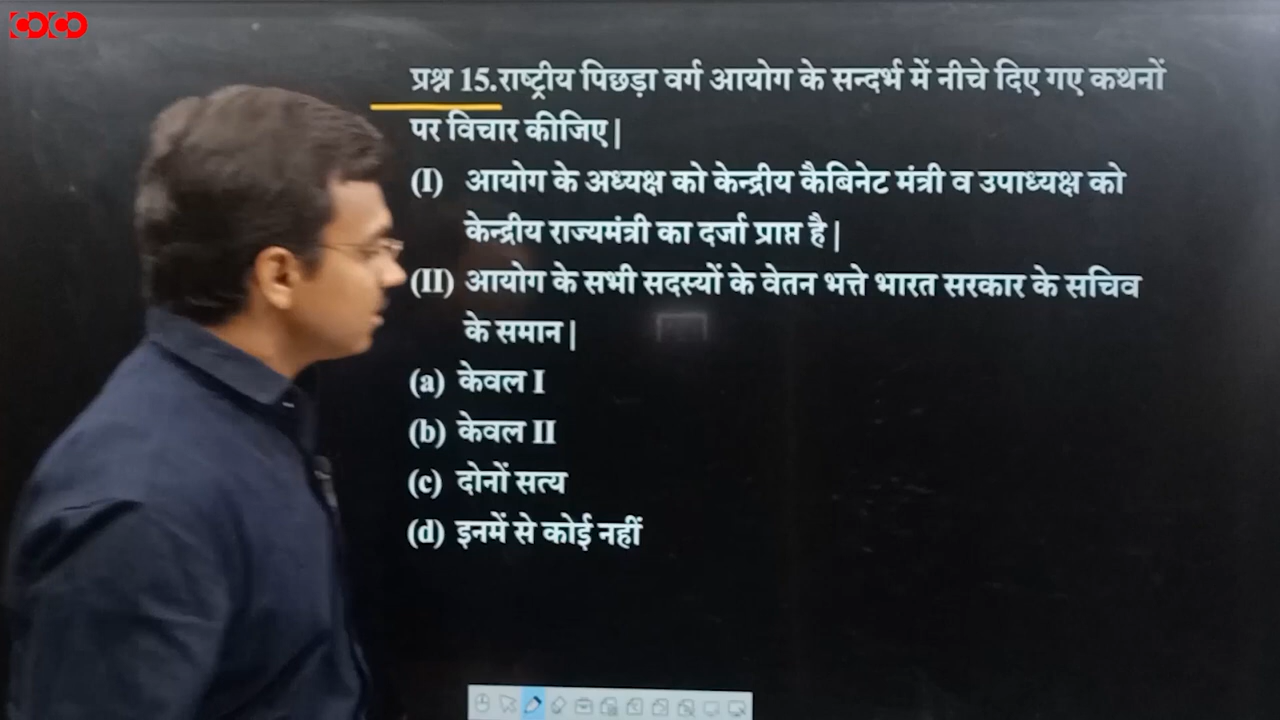 COCO
प्रश्न 15.राष्ट्रीय पिछड़ा वर्ग आयोग के सन्दर्भ में नीचे दिए गए कथनों
पर विचार कीजिए |
(I) आयोग के अध्यक्ष को केन्द्रीय कैबिनेट मंत्री व उपाध्यक्ष को
केन्द्रीय राज्यमंत्री का दर्जा प्राप्त है |
(II) आयोग के सभी सदस्यों के वेतन भत्ते भारत सरकार के सचिव
के समान |
(a) केवल I
(b) केवल II
(c) दोनों सत्य
(d) इनमें से कोई नहीं